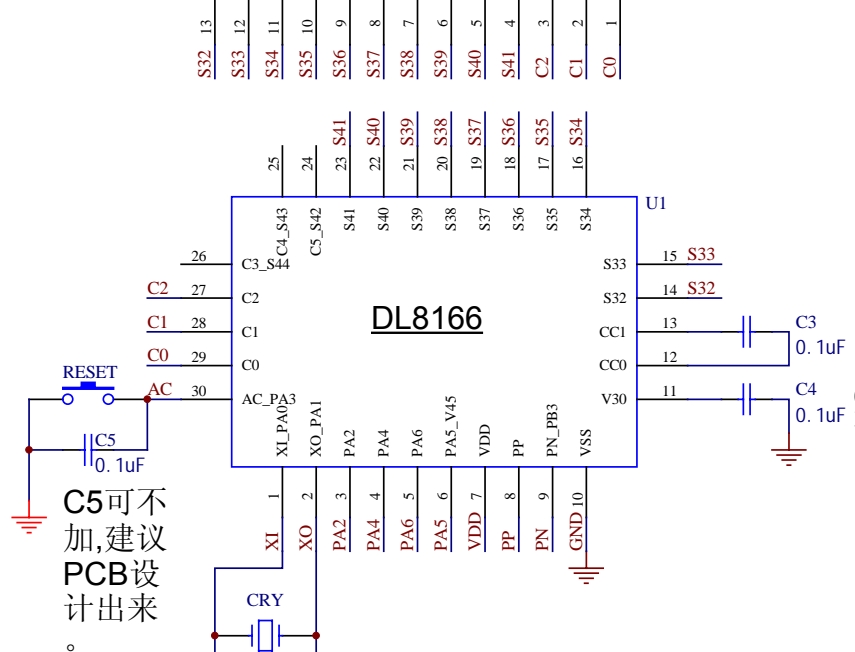 13 12 11 10 9 8 7 6 5 4 3 2 1
S32 S33 S34 S35 S36 S37 S38 S39 S40 S41 C2 C1 C0
S41 S40 S39 S38 S37 S36 S35 S34
25 24 23 22 21 20 19 18 17 16
U1
C4_S43 C5_S42 S41 S40 S39 S38 S37 S36 S35 S34
26 C3_S44
S33 15 S33
C2 27 C2
S32 14 S32
C1 28 C1
DL8166
CC1 13
C3
0.1uF
C0 29 C0
CC0 12
RESET
AC 30 AC_PA3
V30 11
C4
0.1uF
XI_PA0 XO_PA1 PA2 PA4 PA6 PA5_V45 VDD PP PN_PB3 VSS
C5
0.1uF
1 2 3 4 5 6 7 8 9 10
XI XO PA2 PA4 PA6 PA5 VDD PP PN GND
C5可不
加,建议
PCB设
计出来
。
CRY